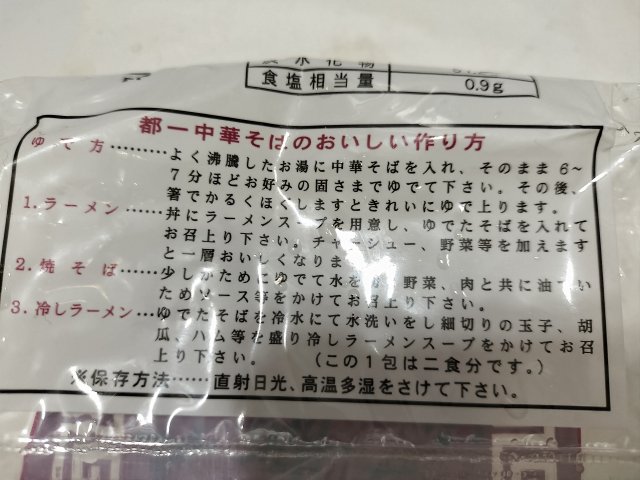 食塩相当量 0.9g
都一中華そばのおいしい作り方
ゆで方………よく沸騰したお湯に中華そばを入れ、そのまま6~
7分ほどお好みの固さまでゆでて下さい。その後、
箸でかるくほぐしますときれいにゆで上ります。
1.ラーメン……丼にラーメンスープを用意し、ゆでたそばを入れて
お召上り下さい。チャーシュー、野菜等を加えます
と一層おいしくなりま
2.焼そば……少しかためにゆでて水を 野菜、肉と共に油でい
ためソース等をかけてお召上り下さい。
3.冷しラーメン……ゆでたそばを冷水にて水洗いをし細切りの玉子、胡
瓜、ハム等を盛り冷しラーメンスープをかけてお召
上り下さい。 (この1包は二食分です。)
※保存方法……直射日光、高温多湿をさけて下さい。